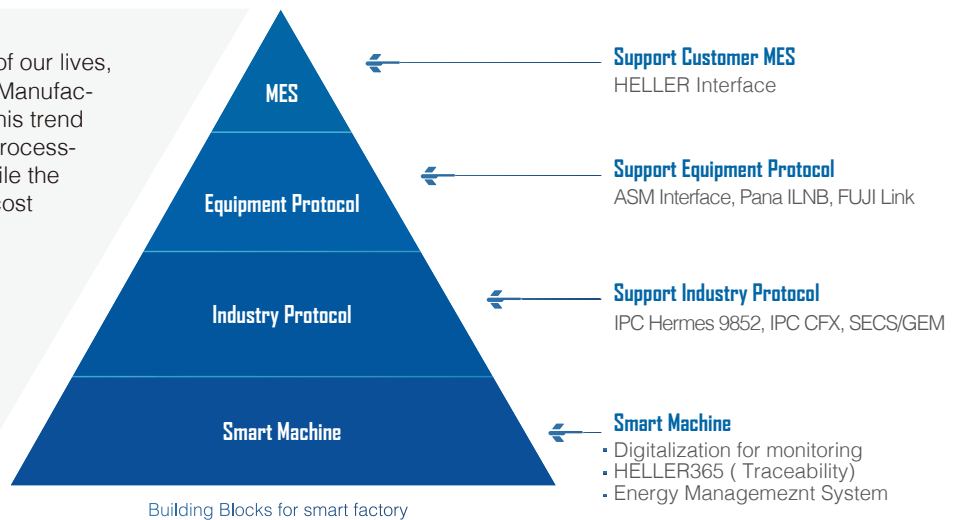 of our lives,
Manufac-
his trend
rocess-
ile the
cost
MES
Equipment Protocol
Industry Protocol
Smart Machine
Building Blocks for smart factory
Support Customer MES
HELLER Interface
Support Equipment Protocol
ASM Interface, Pana ILNB, FUJI Link
Support Industry Protocol
IPC Hermes 9852, IPC CFX, SECS/GEM
Smart Machine
- Digitalization for monitoring
- HELLER365 ( Traceability)
- Energy Managemeznt System